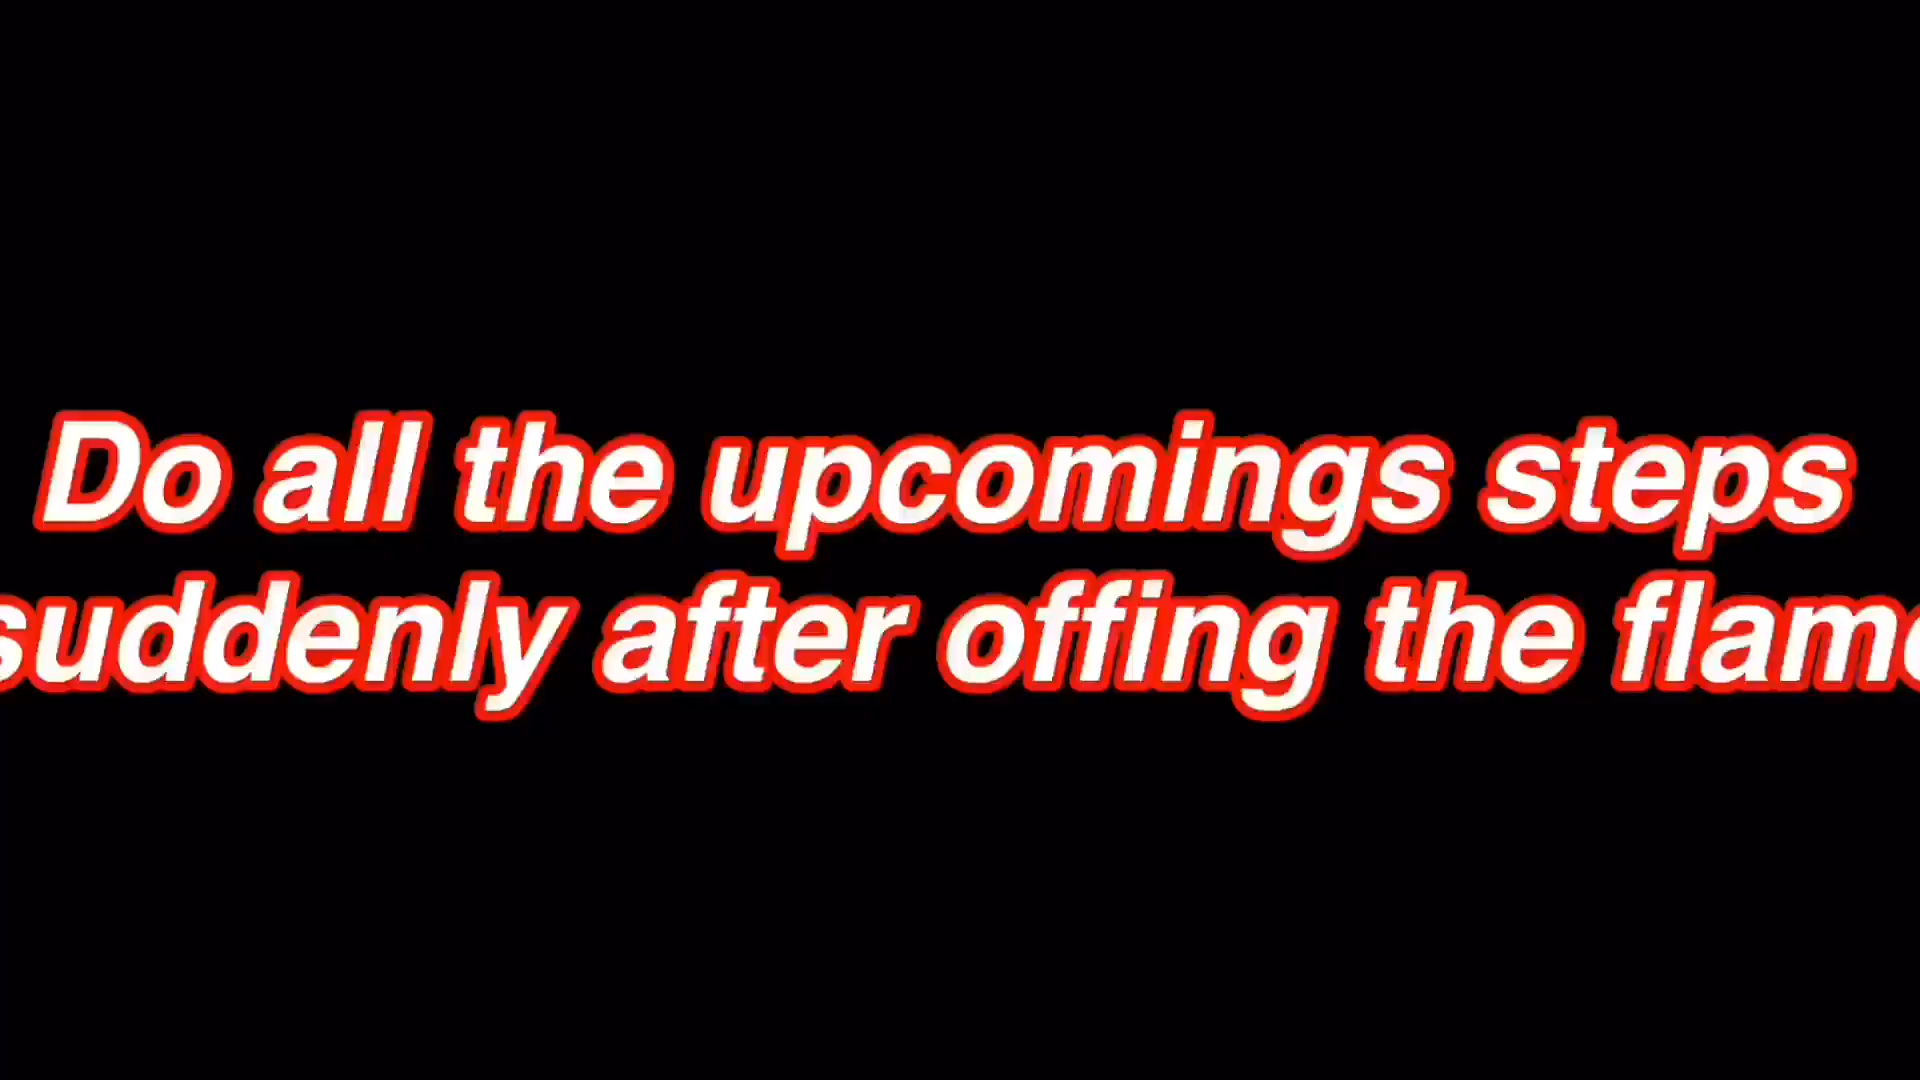 Do all the upcomings steps
suddenly after offing the flame